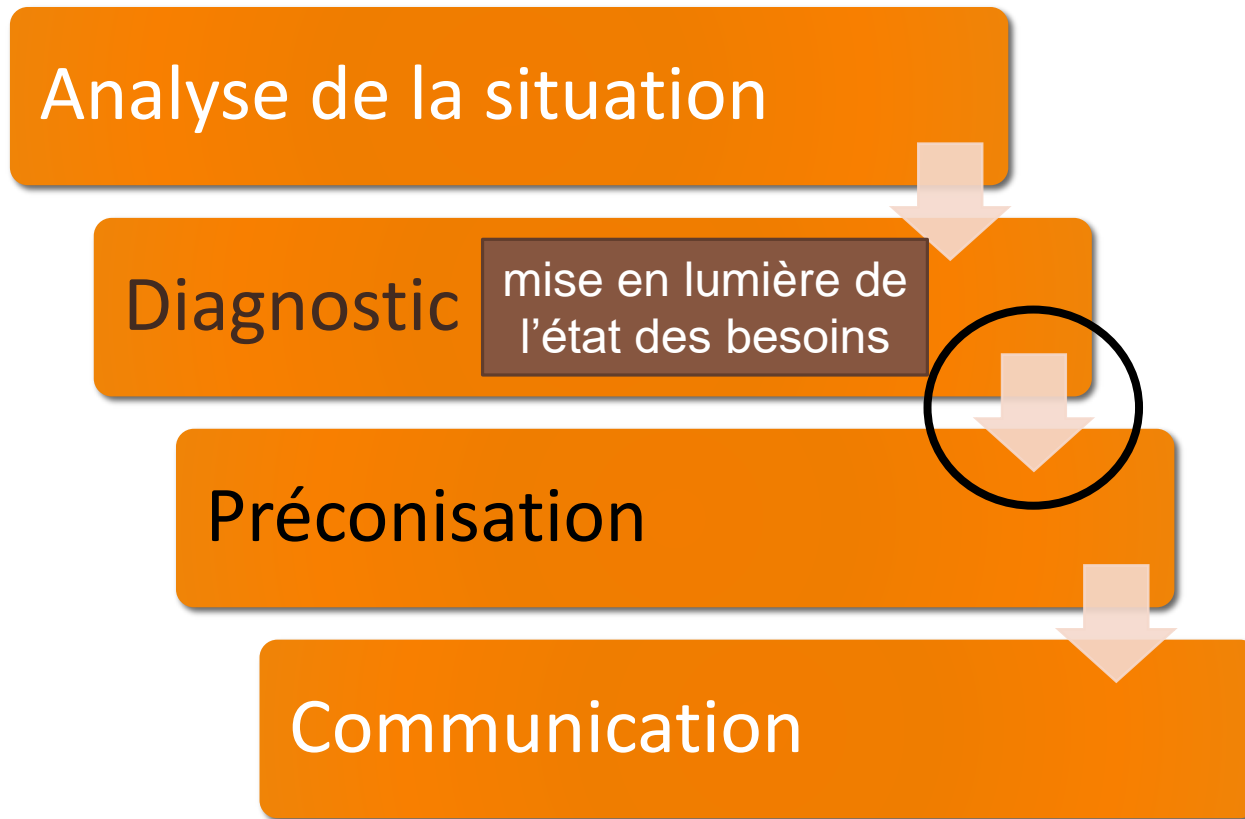 Analyse de la situation
Diagnostic
mise en lumière de
l’état des besoins
Préconisation
Communication